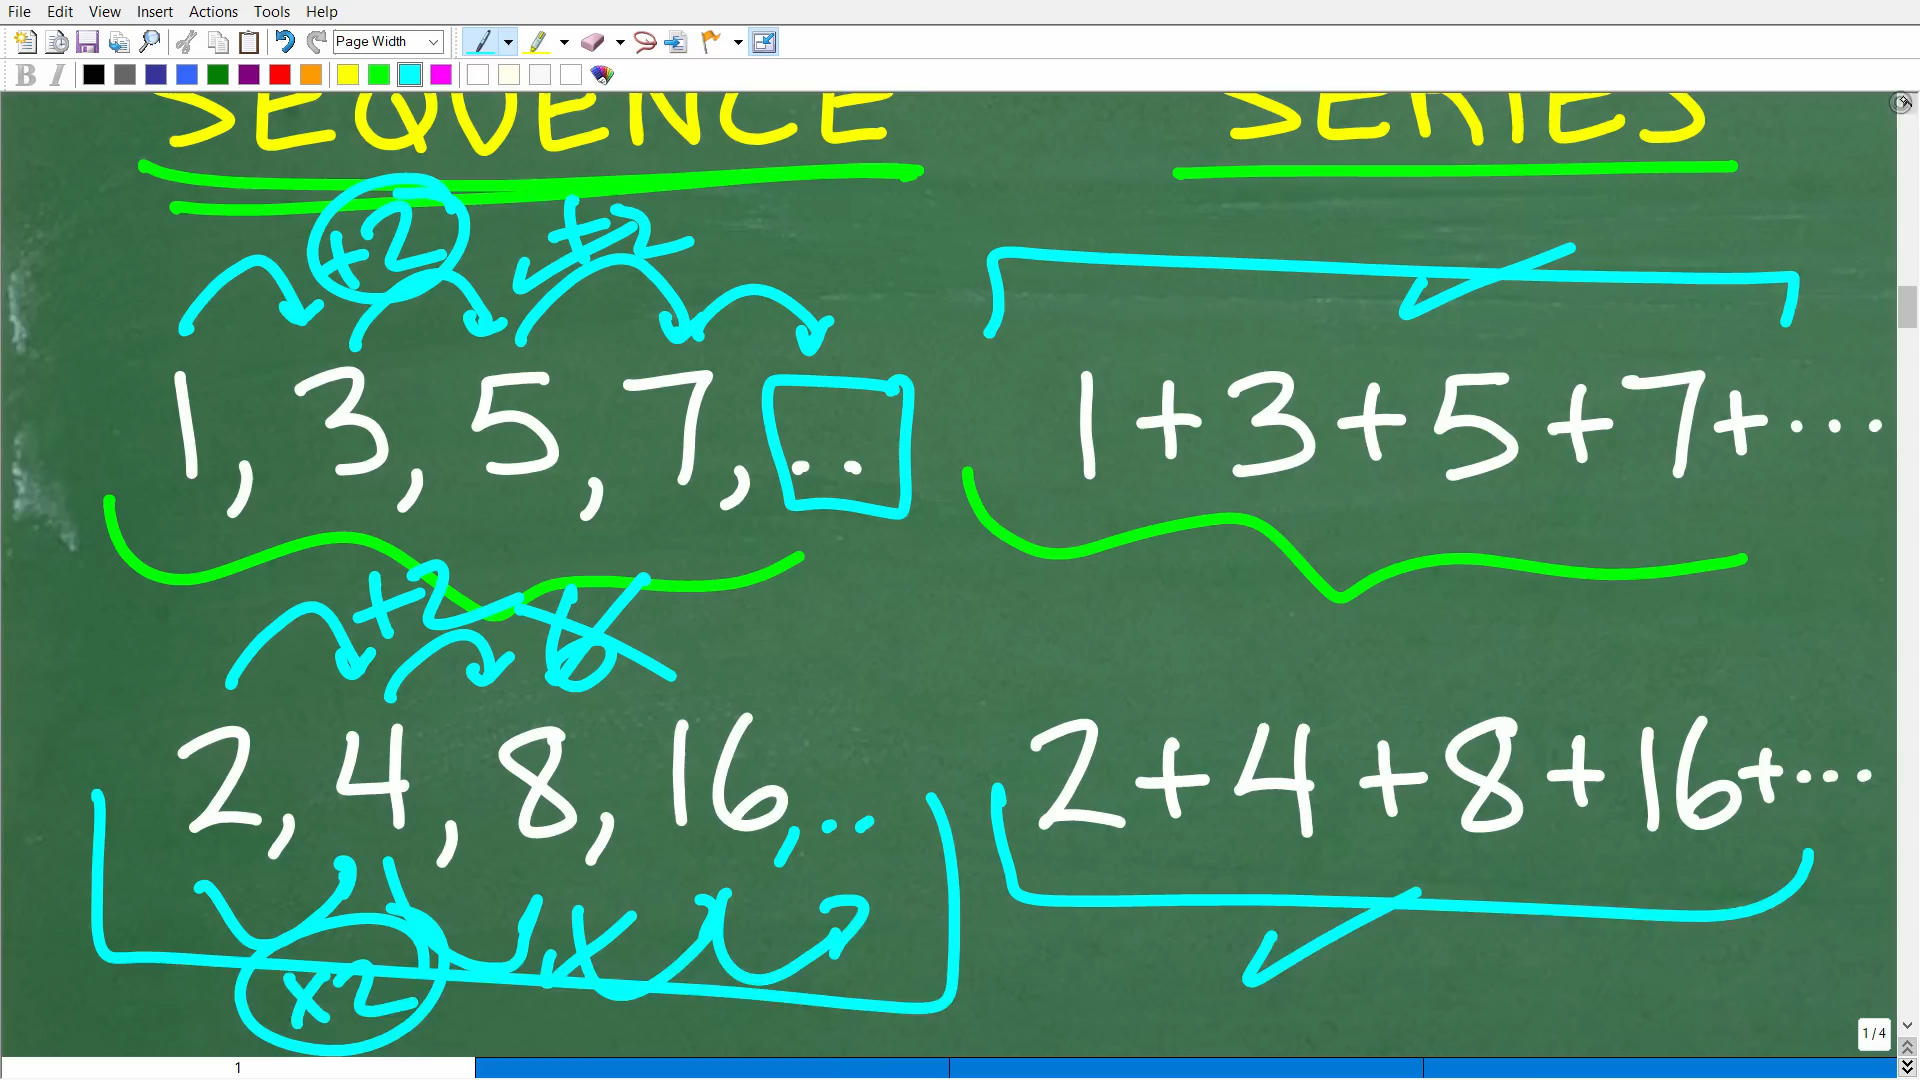 File Edit View Insert Actions Tools Help
Page Width
B I
SEQUENCE SERIES
+2 +2
1, 3, 5, 7, .. 1+3+5+7+...
+2 6
2, 4, 8, 16, .. 2+4+8+16+...
x2
1 / 4
1